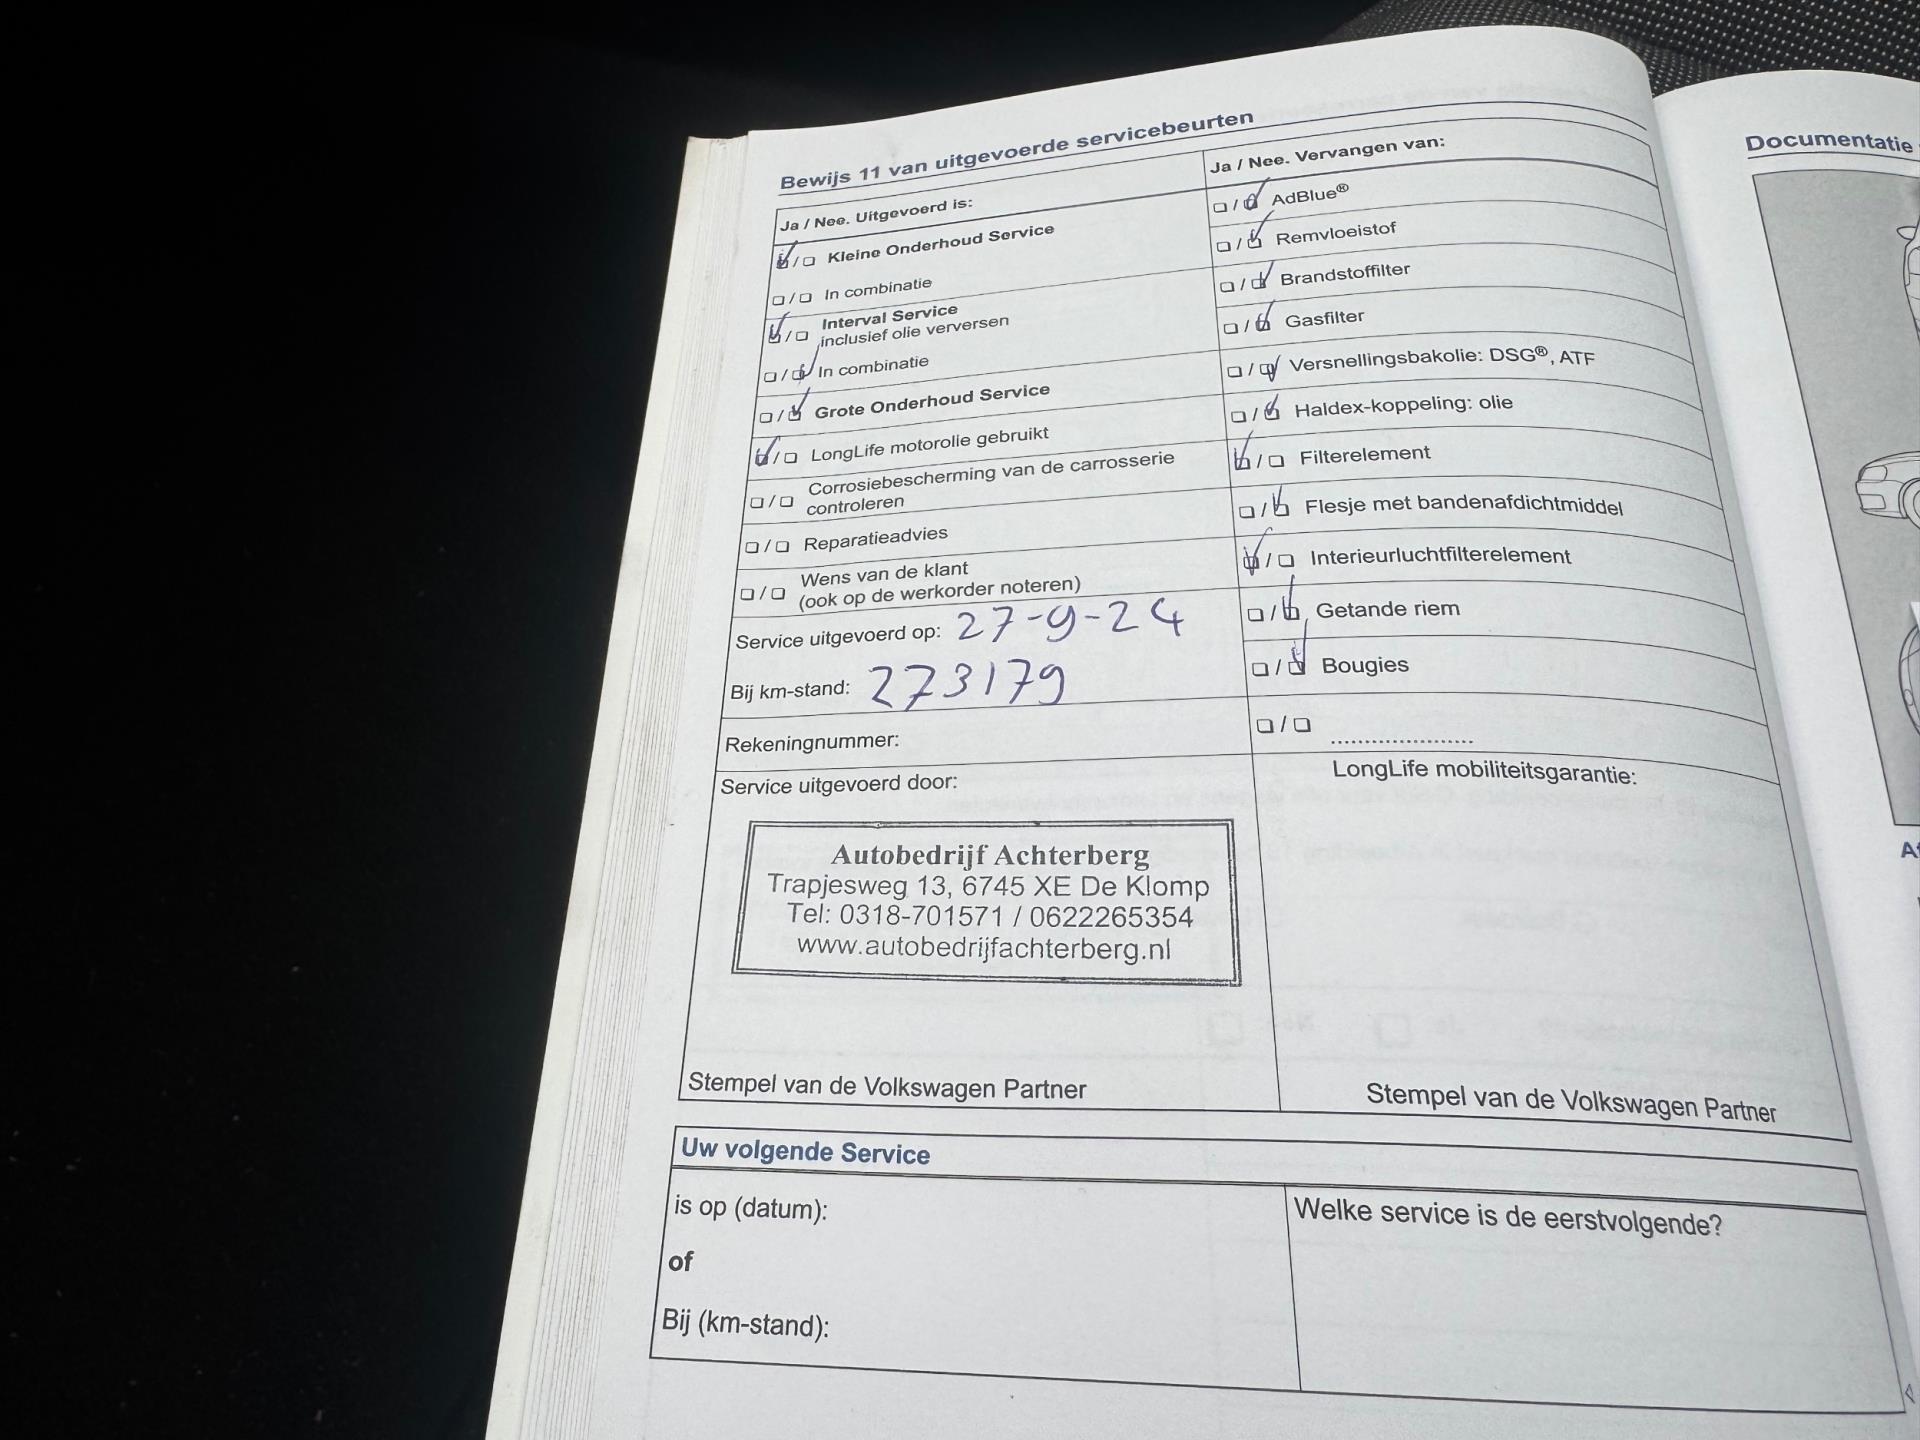 Bewijs 11 van uitgevoerde servicebeurten
Ja / Nee. Uitgevoerd is:
Kleine Onderhoud Service
In combinatie
Interval Service
inclusief olie verversen
In combinatie
Grote Onderhoud Service
LongLife motorolie gebruikt
Corrosiebescherming van de carrosserie
controleren
Reparatieadvies
Wens van de klant
(ook op de werkorder noteren)
Service uitgevoerd op: 27-9-24
Bij km-stand: 273179
Rekeningnummer:
Service uitgevoerd door:
Autobedrijf Achterberg
Trapjesweg 13, 6745 XE De Klomp
Tel: 0318-701571 / 0622265354
www.autobedrijfachterberg.nl
Stempel van de Volkswagen Partner
Ja / Nee. Vervangen van:
AdBlue®
Remvloeistof
Brandstoffilter
Gasfilter
Versnellingsbakolie: DSG®, ATF
Haldex-koppeling: olie
Filterelement
Flesje met bandenafdichtmiddel
Interieurluchtfilterelement
Getande riem
Bougies
LongLife mobiliteitsgarantie:
Stempel van de Volkswagen Partner
Uw volgende Service
is op (datum):
of
Bij (km-stand):
Welke service is de eerstvolgende?
Documentatie